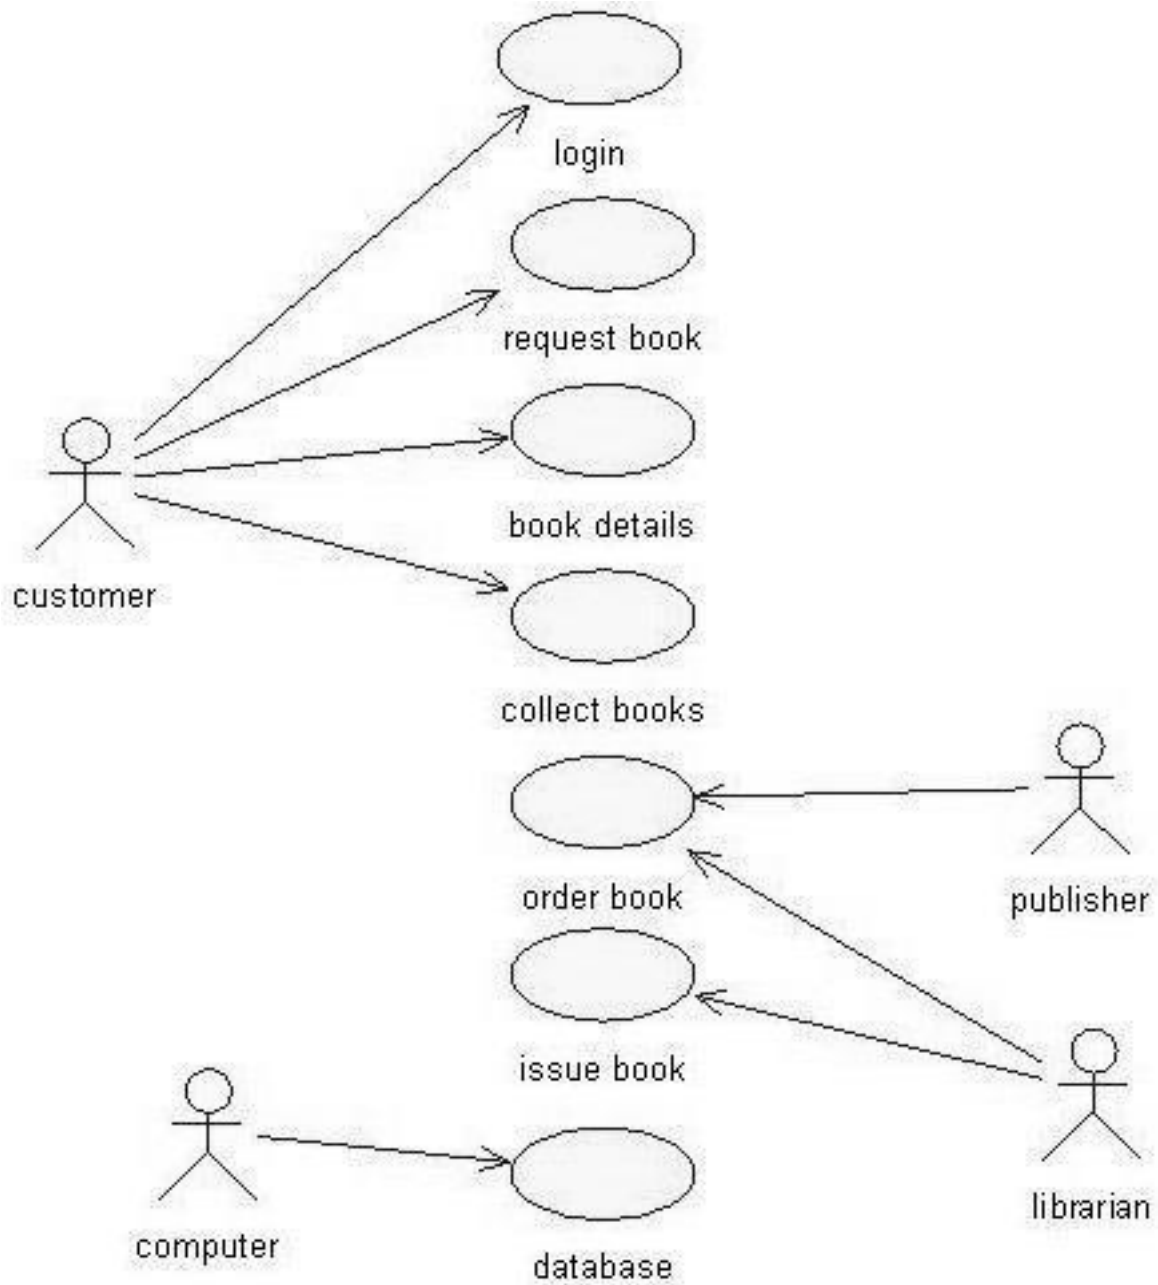 login
request book
book details
customer
collect books
order book
publisher
issue book
librarian
computer
database